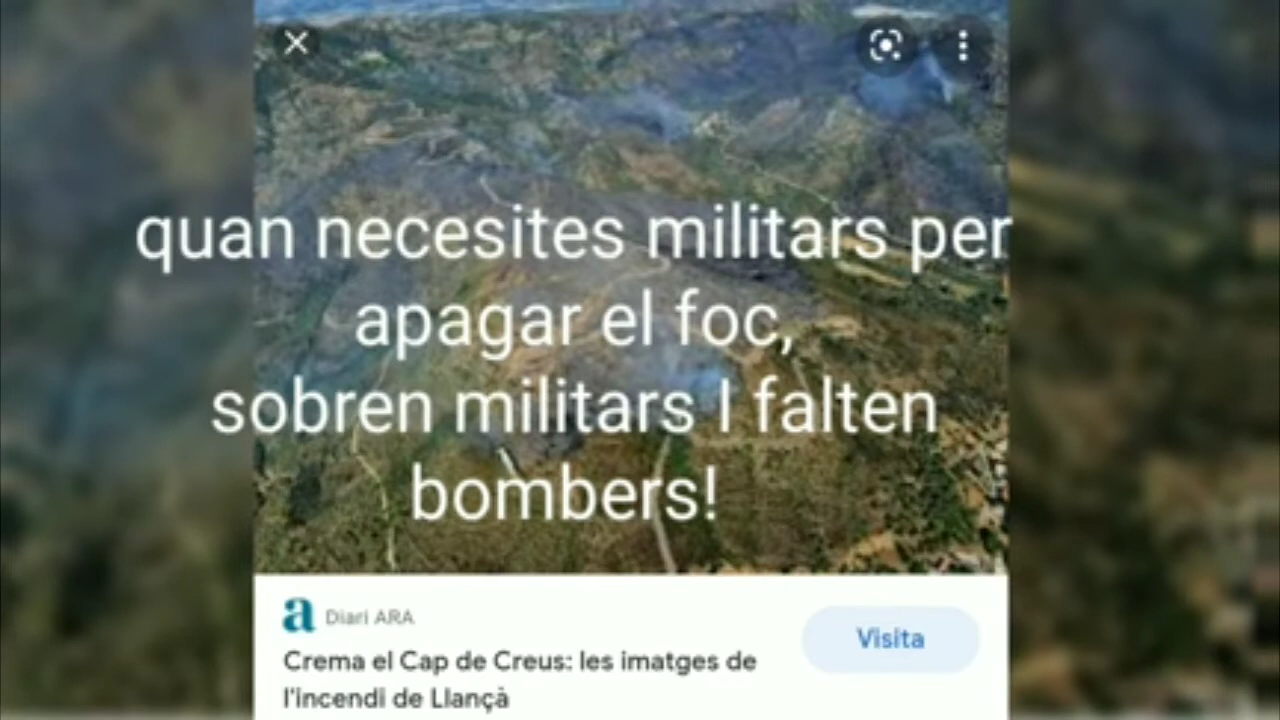 quan necesites militars per
apagar el foc,
sobren militars I falten
bombers!
a Diari ARA
Visita
Crema el Cap de Creus: les imatges de
l'incendi de Llançà